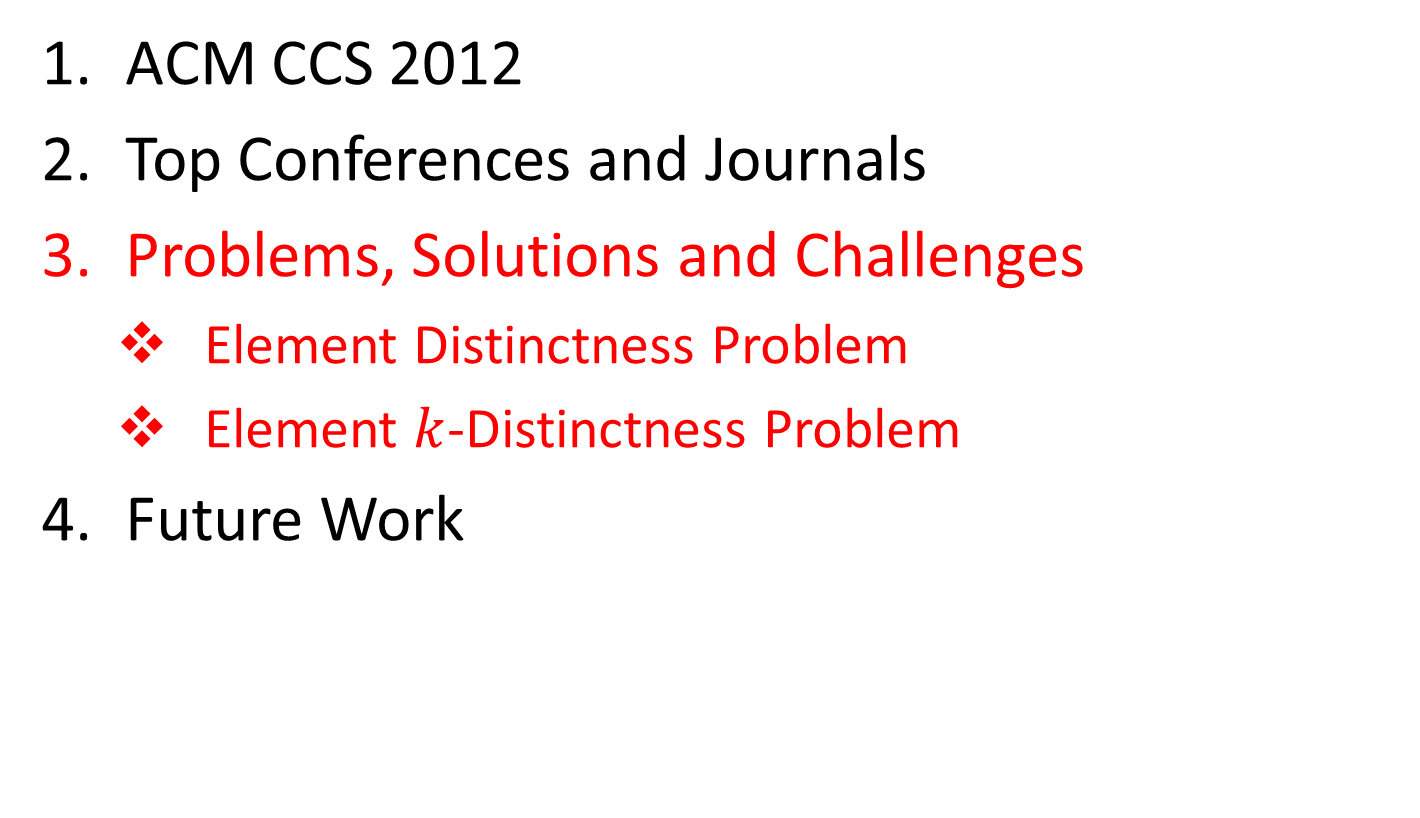 1. ACM CCS 2012
2. Top Conferences and Journals
3. Problems, Solutions and Challenges
❖ Element Distinctness Problem
❖ Element k-Distinctness Problem
4. Future Work